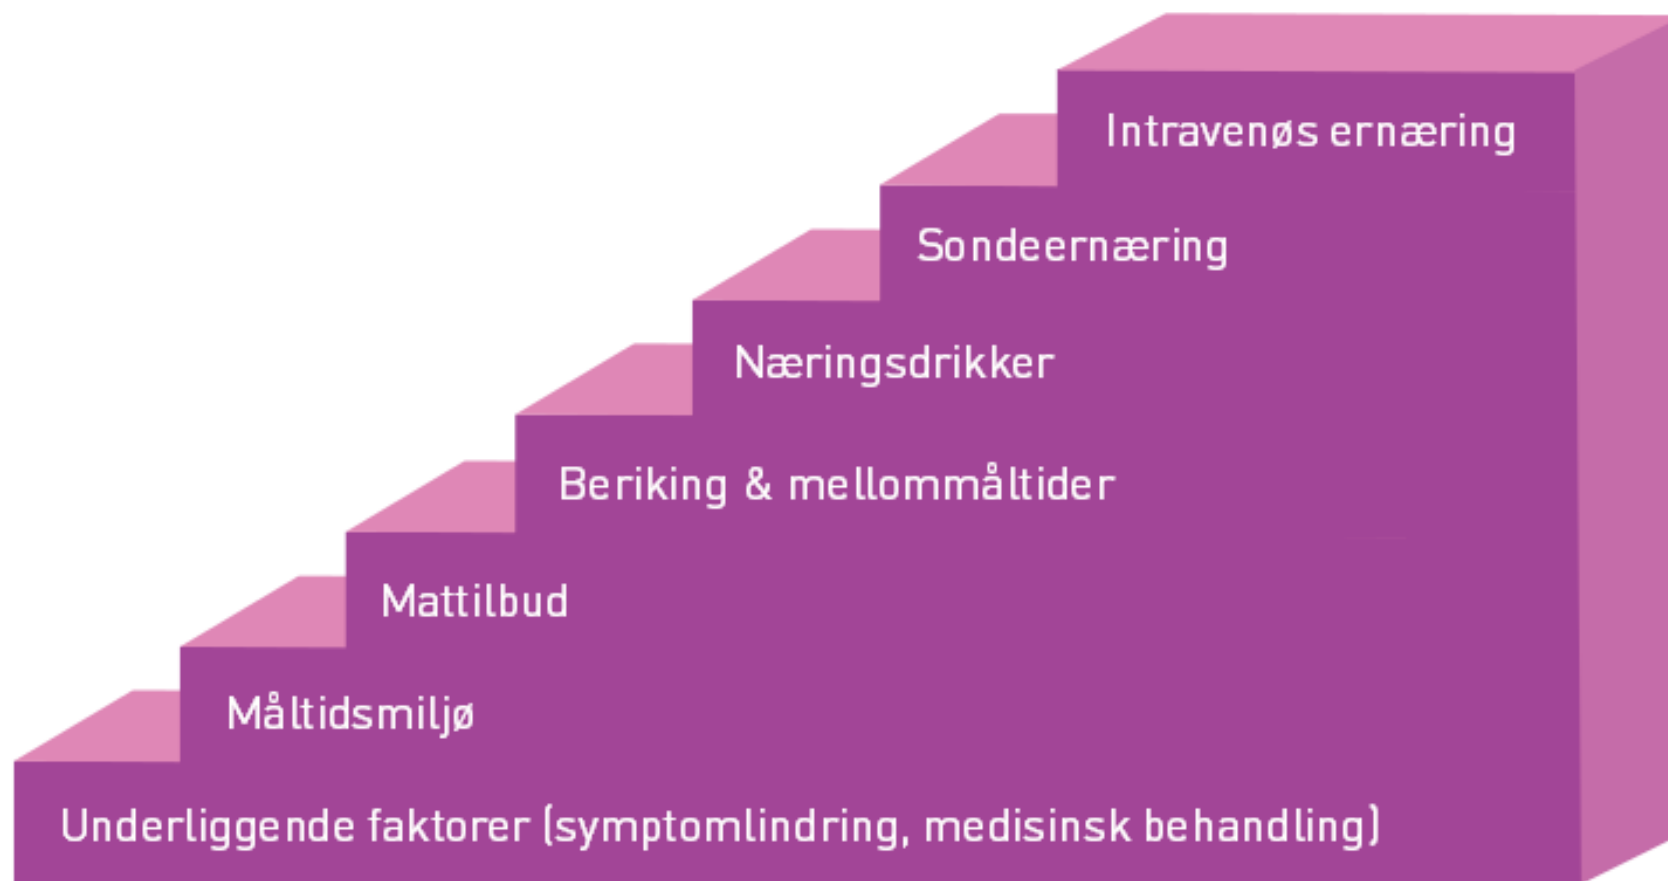 Intravenøs ernæring
Sondeernæring
Næringsdrikker
Beriking & mellommåltider
Mattilbud
Måltidsmiljø
Underliggende faktorer (symptomlindring, medisinsk behandling)